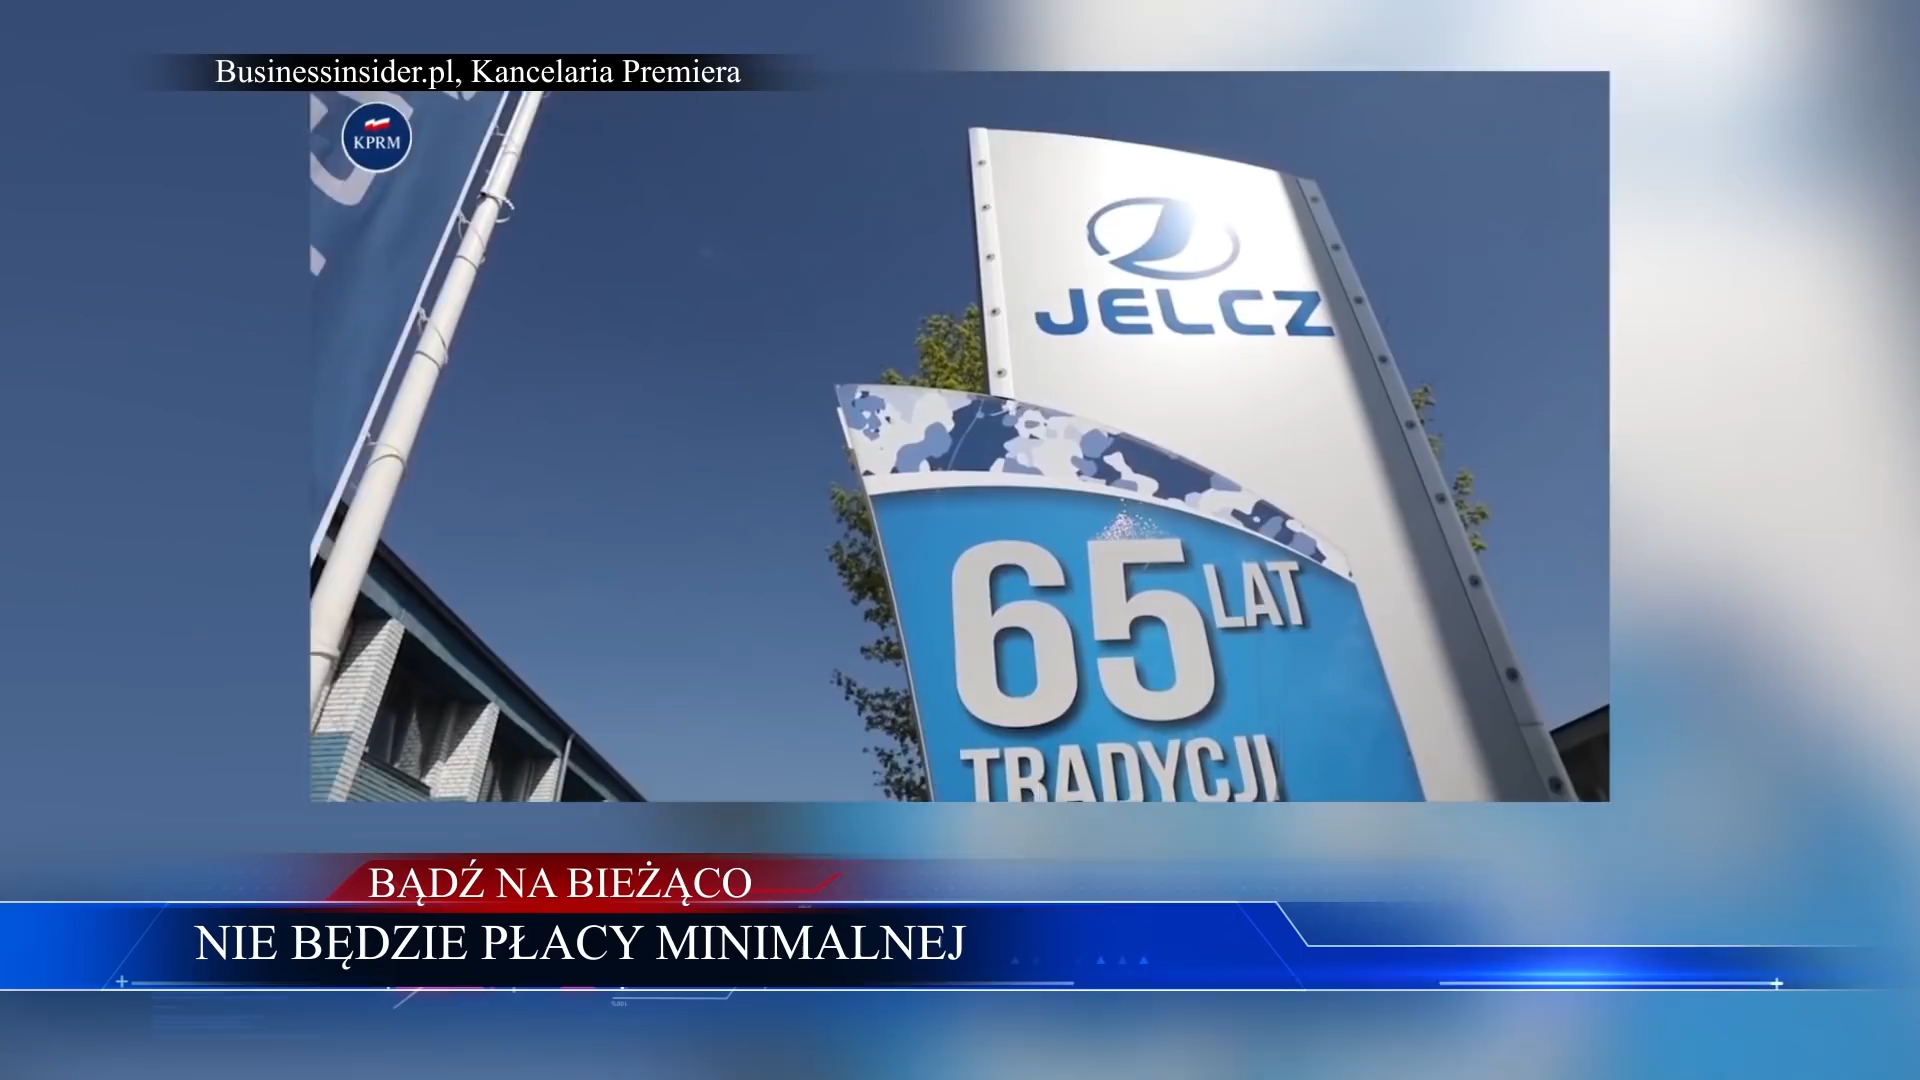 Businessinsider.pl, Kancelaria Premiera
KPRM
JELCZ
65 LAT
TRADYCJI
BĄDŹ NA BIEŻĄCO
NIE BĘDZIE PŁACY MINIMALNEJ